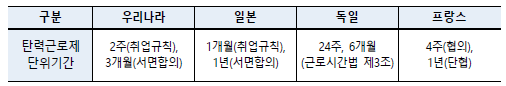 구분 우리나라 일본 독일 프랑스
탄력근로제 2주(취업규칙), 1개월(취업규칙), 24주, 6개월 4주(협의),
단위기간 3개월(서면합의) 1년(서면합의) (근로시간법 제3조) 1년(단협)